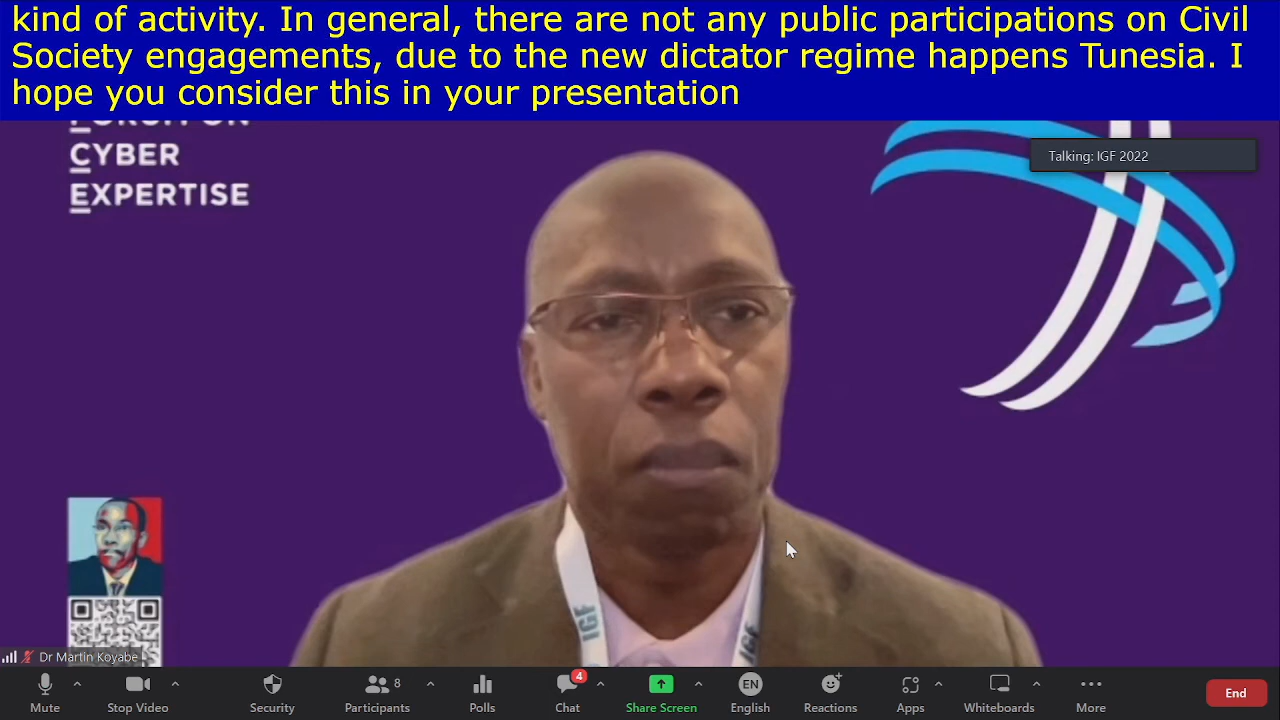 kind of activity. In general, there are not any public participations on Civil
Society engagements, due to the new dictator regime happens Tunesia. I
hope you consider this in your presentation
FORUM ON
CYBER
EXPERTISE
Talking: IGF 2022
IGF
IGF
Dr Martin Koyabe
Mute
Stop Video
Security
8
Participants
Polls
4
Chat
Share Screen
EN
English
Reactions
Apps
Whiteboards
More
End